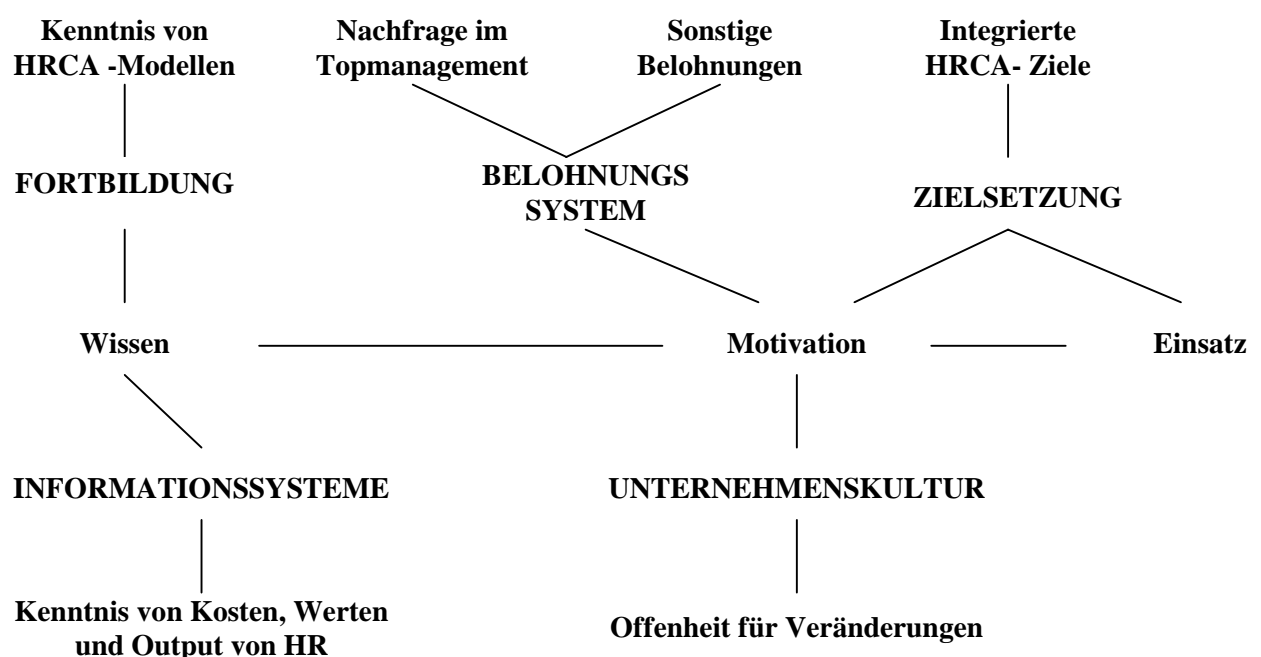 Kenntnis von
HRCA -Modellen
Nachfrage im
Topmanagement
Sonstige
Belohnungen
Integrierte
HRCA- Ziele
FORTBILDUNG
BELOHNUNGS
SYSTEM
ZIELSETZUNG
Wissen
Motivation
Einsatz
INFORMATIONSSYSTEME
UNTERNEHMENSKULTUR
Kenntnis von Kosten, Werten
und Output von HR
Offenheit für Veränderungen